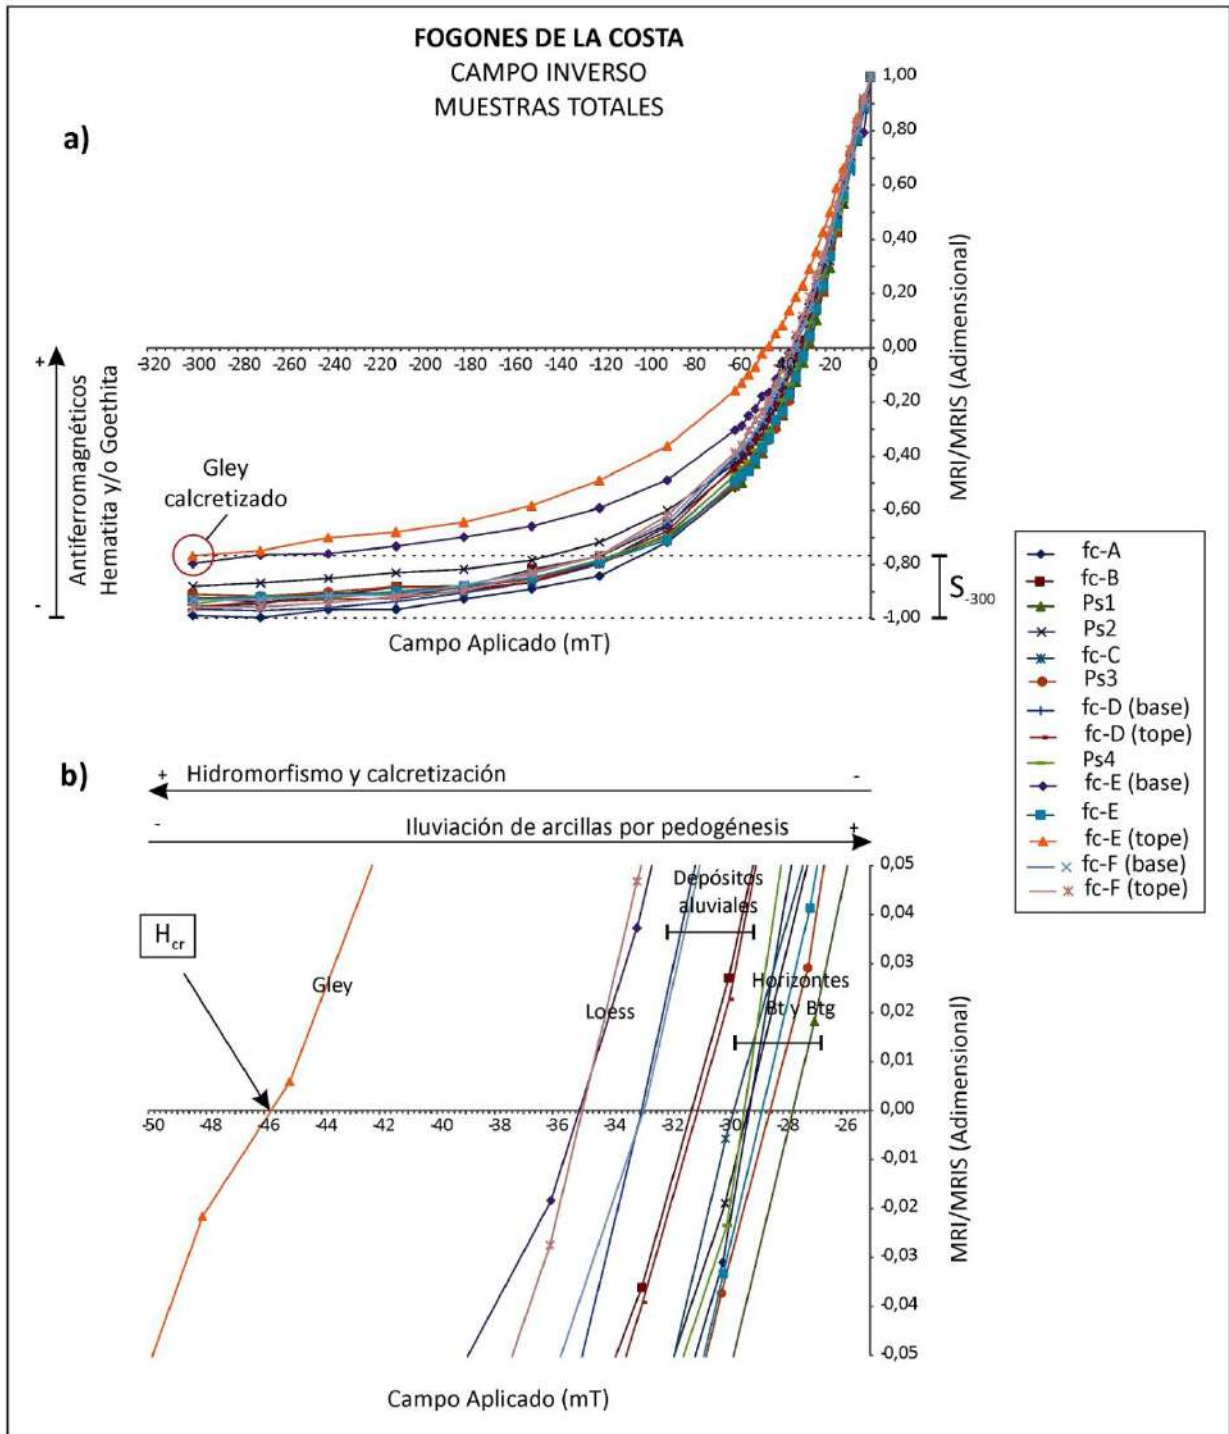 FOGONES DE LA COSTA
CAMPO INVERSO
MUESTRAS TOTALES
a)
1,00
0,80
0,60
0,40
0,20
0,00
-0,20
-0,40
-0,60
-0,80
-1,00
MRI/MRIS (Adimensional)
-320 -300 -280 -260 -240 -220 -200 -180 -160 -140 -120 -100 -80 -60 -40 -20 0
+
-
Antiferromagnéticos
Hematita y/o Goethita
Gley
calcretizado
S-300
Campo Aplicado (mT)
fc-A
fc-B
Ps1
Ps2
fc-C
Ps3
fc-D (base)
fc-D (tope)
Ps4
fc-E (base)
fc-E
fc-E (tope)
fc-F (base)
fc-F (tope)
b)
+ Hidromorfismo y calcretización -
- Iluviación de arcillas por pedogénesis +
0,05
0,04
0,03
0,02
0,01
0,00
-0,01
-0,02
-0,03
-0,04
-0,05
MRI/MRIS (Adimensional)
Depósitos
aluviales
Hcr
Gley
Loess
Horizontes
Bt y Btg
-50 -48 -46 -44 -42 -40 -38 -36 -34 -32 -30 -28 -26
Campo Aplicado (mT)